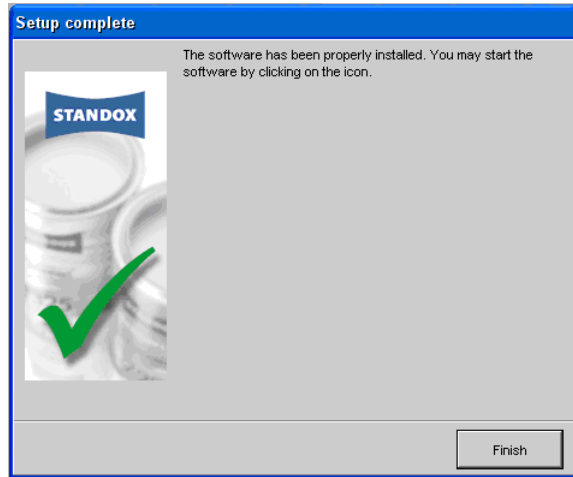 Setup complete
The software has been properly installed. You may start the
software by clicking on the icon.
STANDOX
Finish